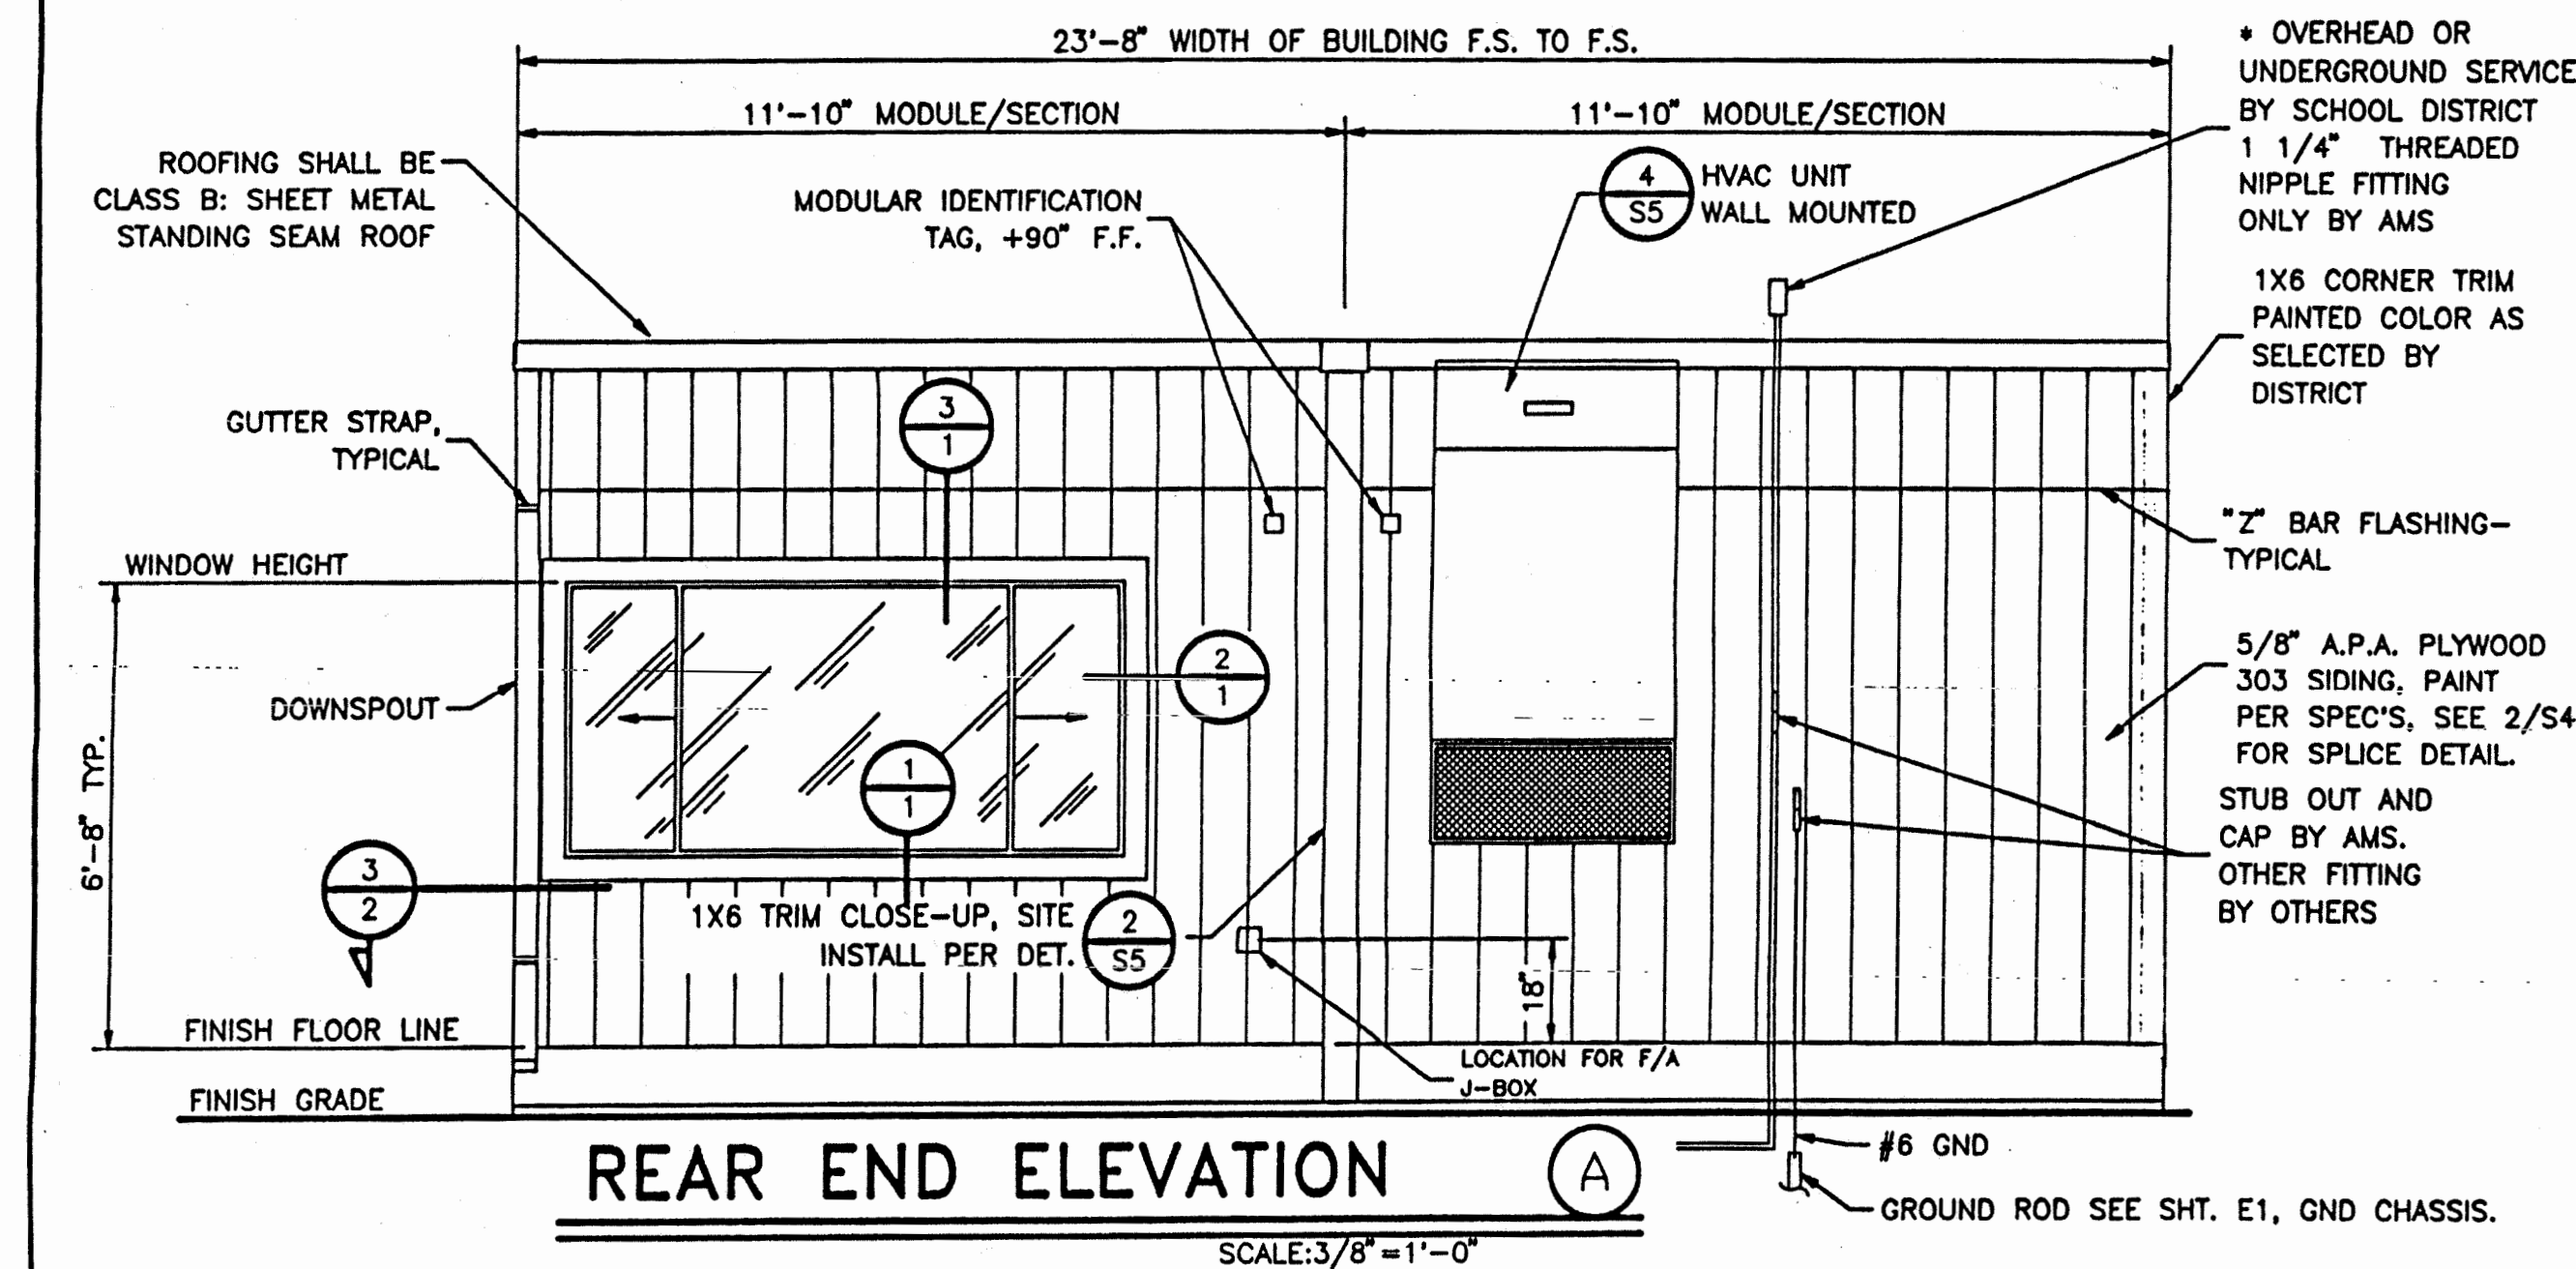 23'-8" WIDTH OF BUILDING F.S. TO F.S.
11'-10" MODULE/SECTION
11'-10" MODULE/SECTION
* OVERHEAD OR
UNDERGROUND SERVICE
BY SCHOOL DISTRICT
1 1/4" THREADED
NIPPLE FITTING
ONLY BY AMS
ROOFING SHALL BE
CLASS B: SHEET METAL
STANDING SEAM ROOF
MODULAR IDENTIFICATION
TAG, +90" F.F.
4
S5
HVAC UNIT
WALL MOUNTED
1X6 CORNER TRIM
PAINTED COLOR AS
SELECTED BY
DISTRICT
GUTTER STRAP,
TYPICAL
3
1
"Z" BAR FLASHING-
TYPICAL
WINDOW HEIGHT
2
1
5/8" A.P.A. PLYWOOD
303 SIDING. PAINT
PER SPEC'S. SEE 2/S4
FOR SPLICE DETAIL.
DOWNSPOUT
6'-8" TYP.
1
1
STUB OUT AND
CAP BY AMS.
OTHER FITTING
BY OTHERS
3
2
1X6 TRIM CLOSE-UP, SITE
INSTALL PER DET.
2
S5
18"
FINISH FLOOR LINE
LOCATION FOR F/A
J-BOX
FINISH GRADE
#6 GND
GROUND ROD SEE SHT. E1, GND CHASSIS.
REAR END ELEVATION
A
SCALE:3/8"=1'-0"